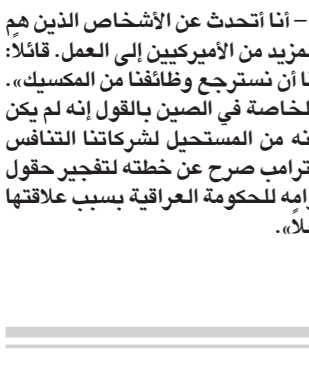 – أنا أتحدث عن الأشخاص الذين هم
مزيد من الأميركيين إلى العمل. قائلاً:
نا أن نسترجع وظائفنا من المكسيك».
لخاصة في الصين بالقول إنه لم يكن
نه من المستحيل لشركاتنا التنافس
ترامب صرح عن خطته لتفجير حقول
رامه للحكومة العراقية بسبب علاقتها
لاً».